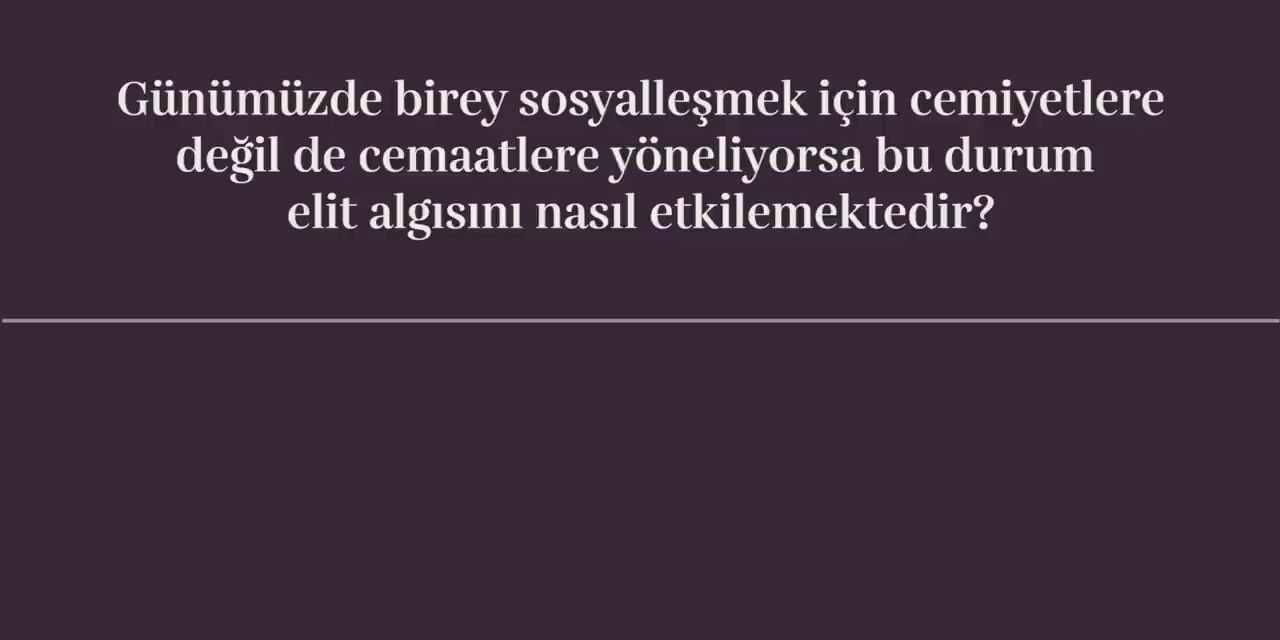 Günümüzde birey sosyalleşmek için cemiyetlere
değil de cemaatlere yöneliyorsa bu durum
elit algısını nasıl etkilemektedir?